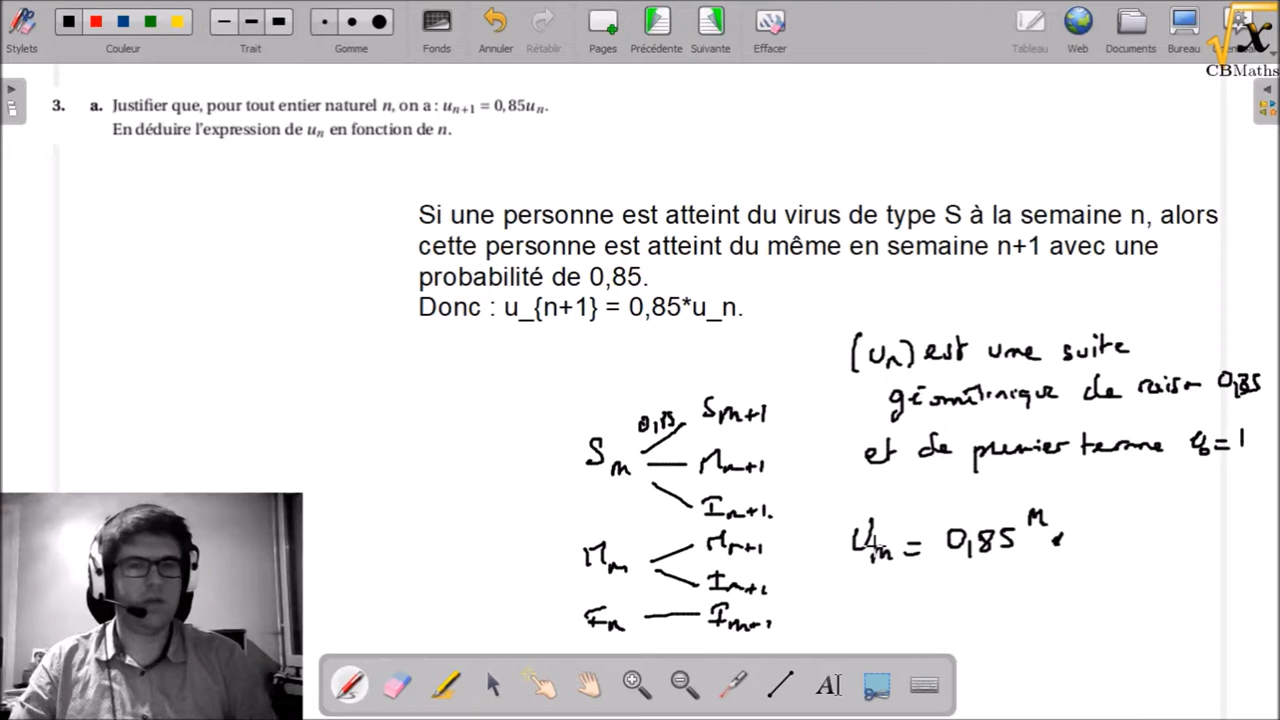 Stylets Couleur Trait Gomme Fonds Annuler Rétablir Pages Précédente Suivante Effacer Tableau Web Documents Bureau
CBMaths
3. a. Justifier que, pour tout entier naturel n, on a : uₙ₊₁ = 0,85uₙ.
En déduire l'expression de uₙ en fonction de n.
Si une personne est atteint du virus de type S à la semaine n, alors
cette personne est atteint du même en semaine n+1 avec une
probabilité de 0,85.
Donc : u_{n+1} = 0,85*u_n.
(uₙ) est une suite
géométrique de raison 0,85
et de premier terme u₀ = 1
uₙ = 0,85ⁿ.
Sₙ 0,85 Sₙ₊₁
Mₙ₊₁
Iₙ₊₁.
Mₙ Mₙ₊₁
Iₙ₊₁
Iₙ Iₙ₊₁
AI